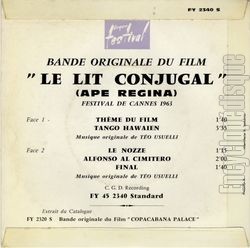 disques
festival
FY 2340 S
BANDE ORIGINALE DU FILM
"LE LIT CONJUGAL"
(APE REGINA)
FESTIVAL DE CANNES 1963
Face 1 - THÈME DU FILM 1'40
TANGO HAWAIEN 3'35
Musique originale de TÉO USUELLI
Face 2 LE NOZZE 1'15
ALFONSO AL CIMITERO 2'00
FINAL 1'40
Musique originale de TÉO USUELLI
C. G. D. Recording
FY 45 2340 Standard
Extrait du Catalogue
FY 2320 S Bande originale du Film "COPACABANA PALACE"